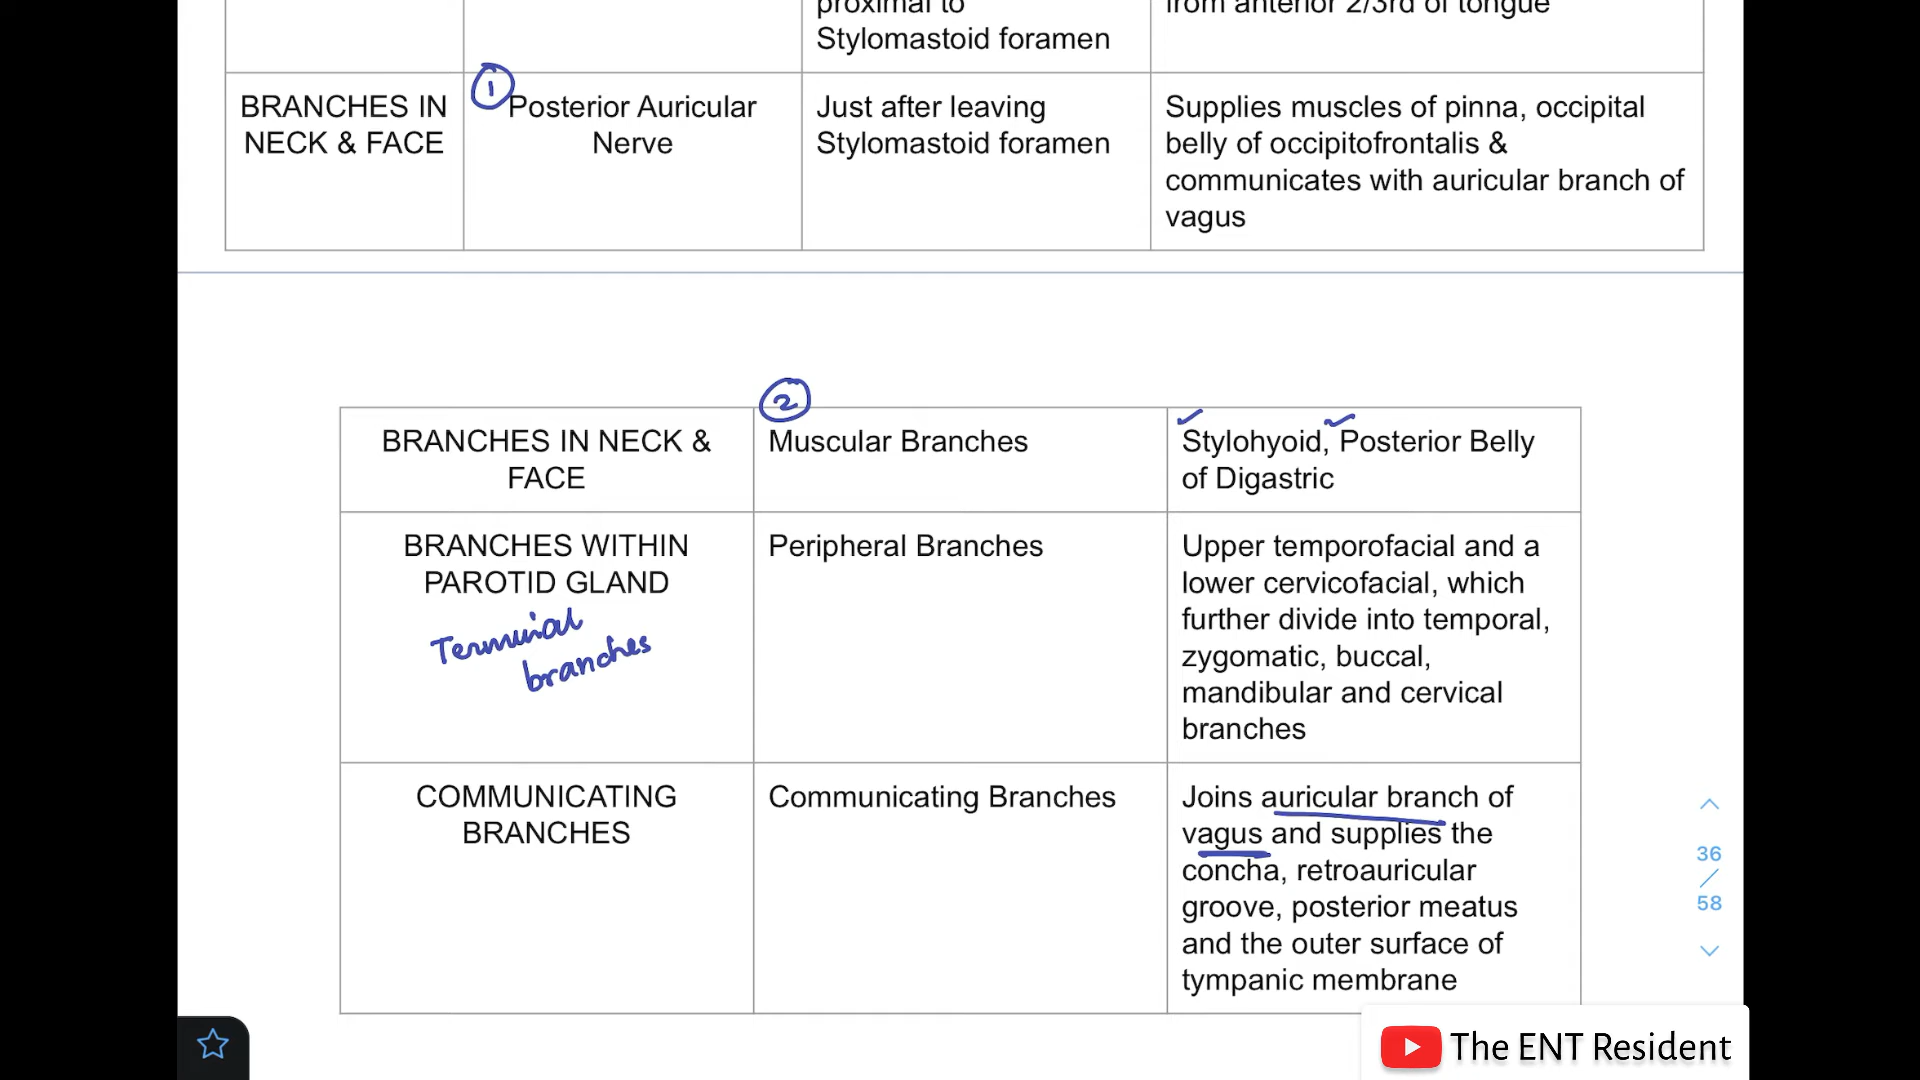 proximal to
Stylomastoid foramen
from anterior 2/3rd of tongue
BRANCHES IN
NECK & FACE
1
Posterior Auricular
Nerve
Just after leaving
Stylomastoid foramen
Supplies muscles of pinna, occipital
belly of occipitofrontalis &
communicates with auricular branch of
vagus
BRANCHES IN NECK &
FACE
2
Muscular Branches
Stylohyoid, Posterior Belly
of Digastric
BRANCHES WITHIN
PAROTID GLAND
Terminal
branches
Peripheral Branches
Upper temporofacial and a
lower cervicofacial, which
further divide into temporal,
zygomatic, buccal,
mandibular and cervical
branches
COMMUNICATING
BRANCHES
Communicating Branches
Joins auricular branch of
vagus and supplies the
concha, retroauricular
groove, posterior meatus
and the outer surface of
tympanic membrane
36
/
58
The ENT Resident